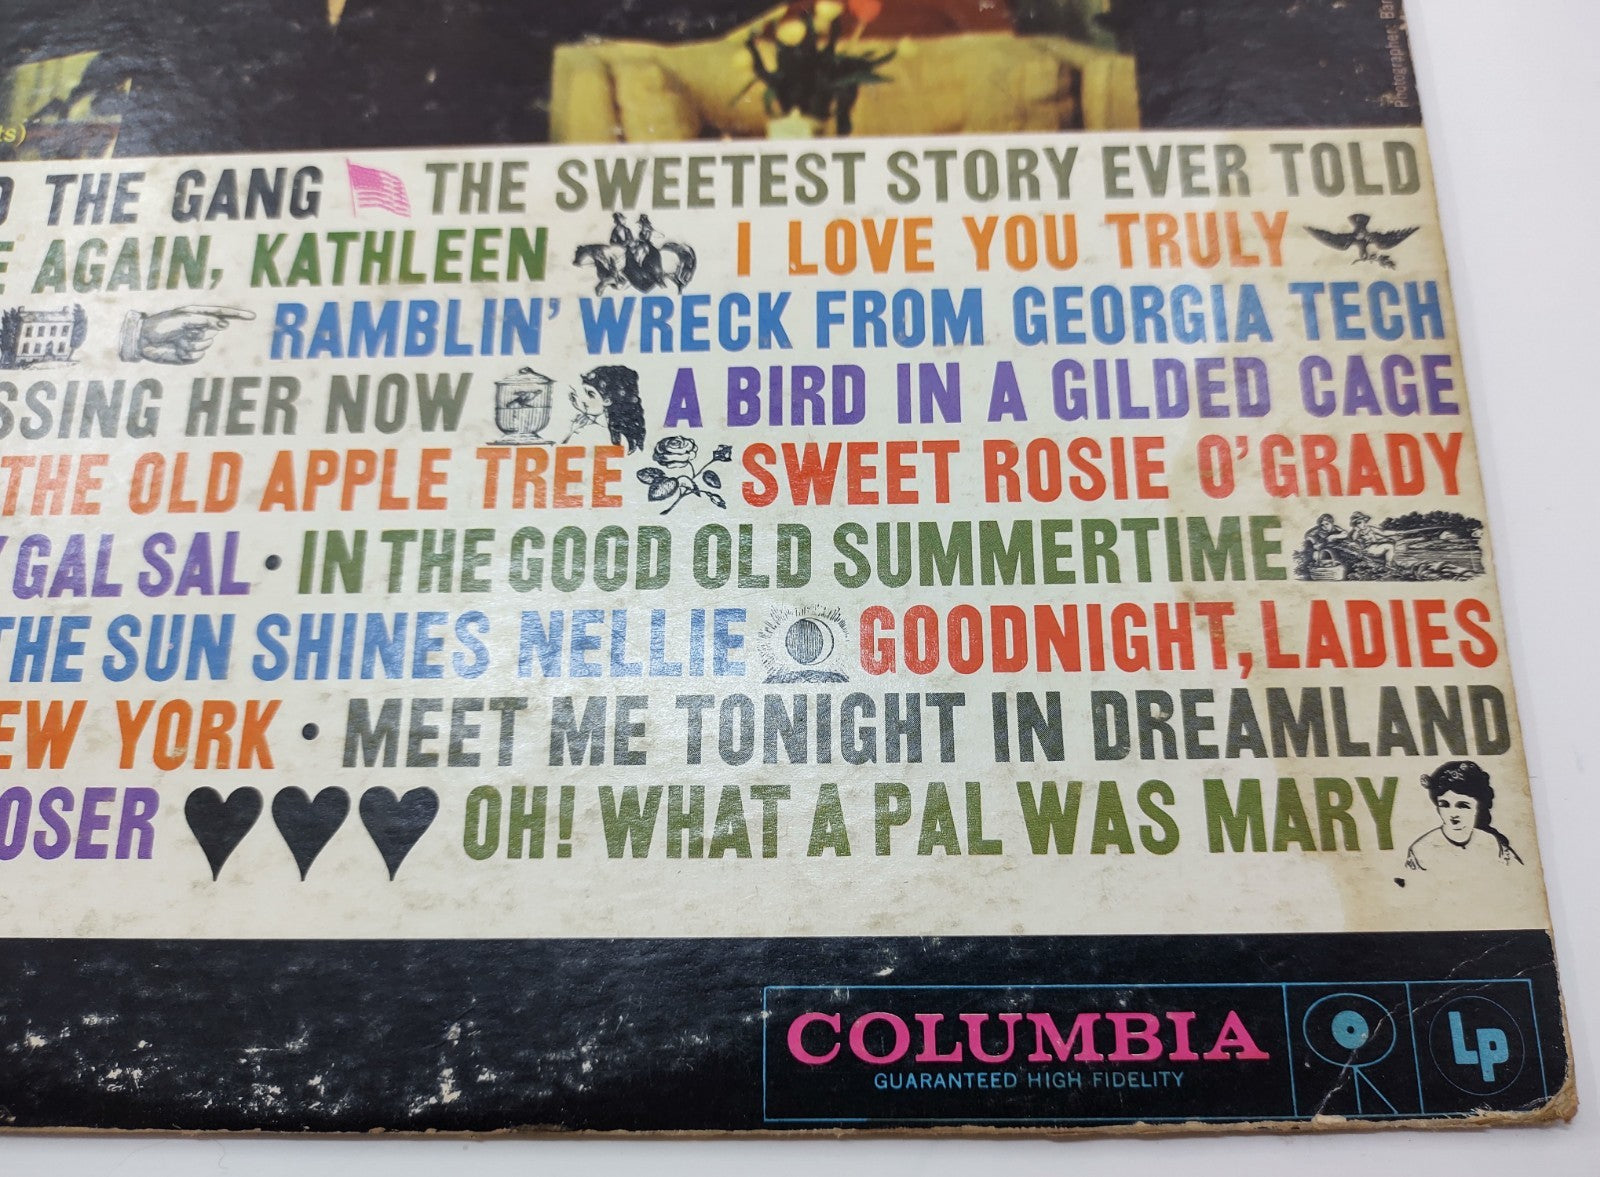 Photographer:
ts)
THE GANG THE SWEETEST STORY EVER TOLD
AGAIN, KATHLEEN I LOVE YOU TRULY
RAMBLIN' WRECK FROM GEORGIA TECH
SSING HER NOW A BIRD IN A GILDED CAGE
THE OLD APPLE TREE SWEET ROSIE O'GRADY
Y GAL SAL • IN THE GOOD OLD SUMMERTIME
THE SUN SHINES NELLIE GOODNIGHT, LADIES
EW YORK • MEET ME TONIGHT IN DREAMLAND
OSER OH! WHAT A PAL WAS MARY
COLUMBIA
GUARANTEED HIGH FIDELITY
Lp